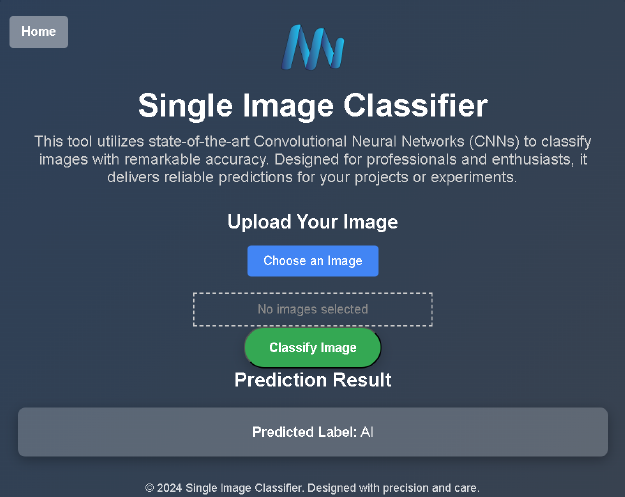 Home
Single Image Classifier
This tool utilizes state-of-the-art Convolutional Neural Networks (CNNs) to classify
images with remarkable accuracy. Designed for professionals and enthusiasts, it
delivers reliable predictions for your projects or experiments.
Upload Your Image
Choose an Image
No images selected
Classify Image
Prediction Result
Predicted Label: AI
© 2024 Single Image Classifier. Designed with precision and care.